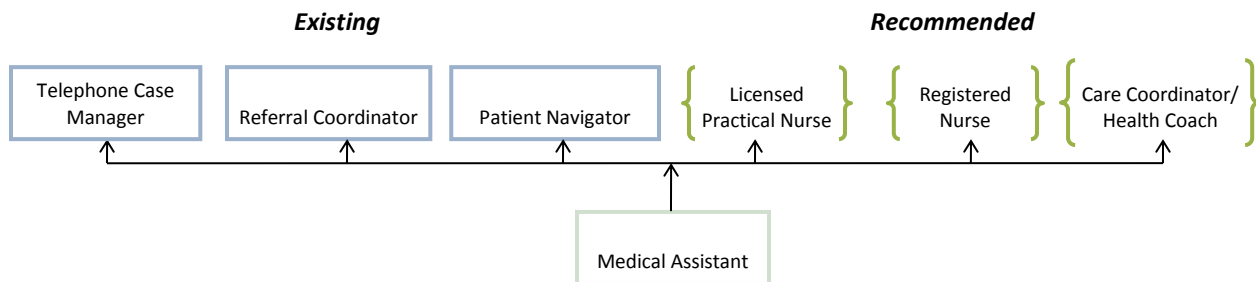 Existing
Recommended
Telephone Case
Manager
Referral Coordinator
Patient Navigator
Licensed
Practical Nurse
Registered
Nurse
Care Coordinator/
Health Coach
Medical Assistant